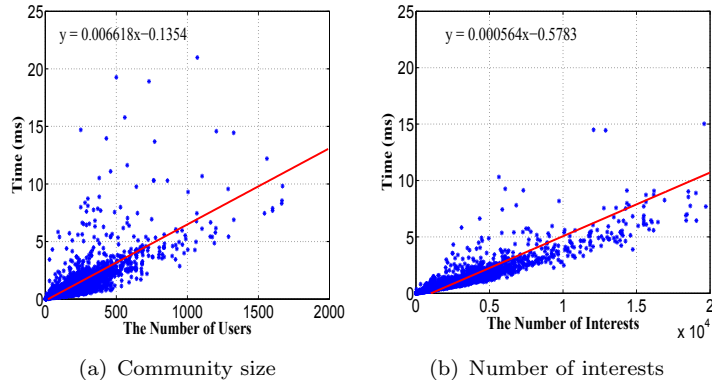 y = 0.006618x−0.1354
25
20
15
10
5
0
0
500
1000
1500
2000
Time (ms)
The Number of Users
(a) Community size
y = 0.000564x−0.5783
25
20
15
10
5
0
0
0.5
1
1.5
2
x 10⁴
Time (ms)
The Number of Interests
(b) Number of interests